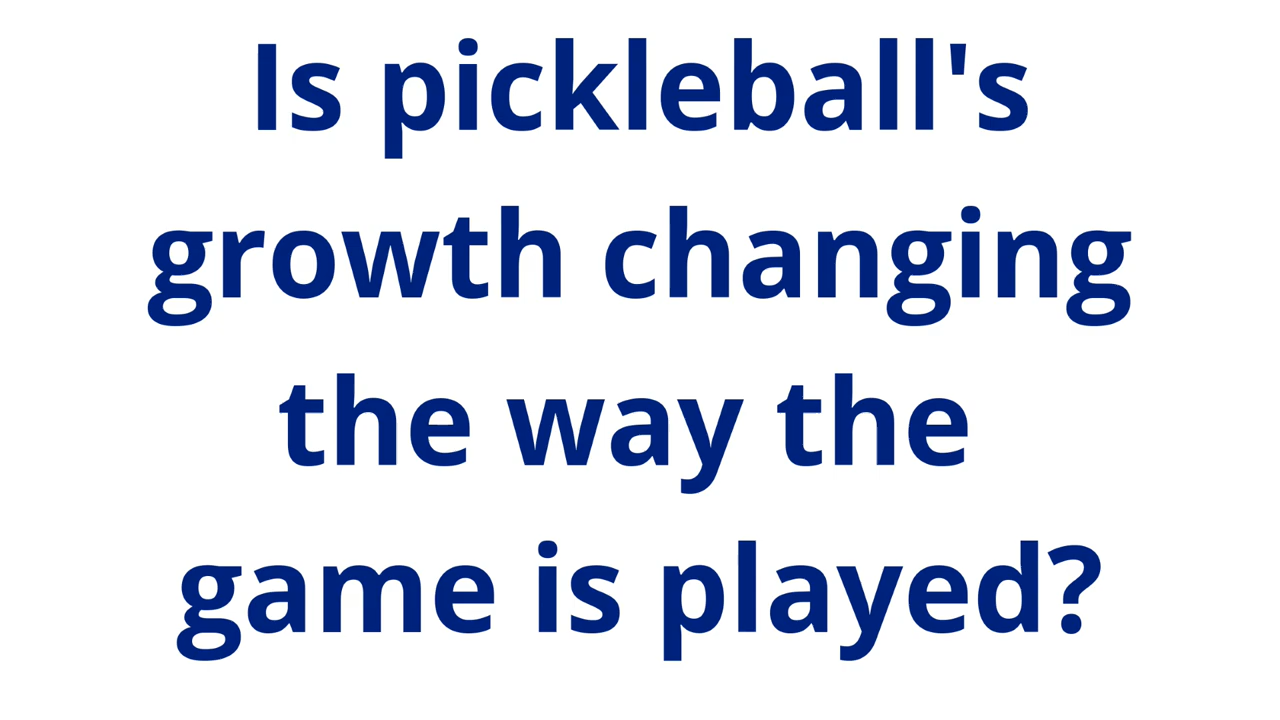 Is pickleball's
growth changing
the way the
game is played?